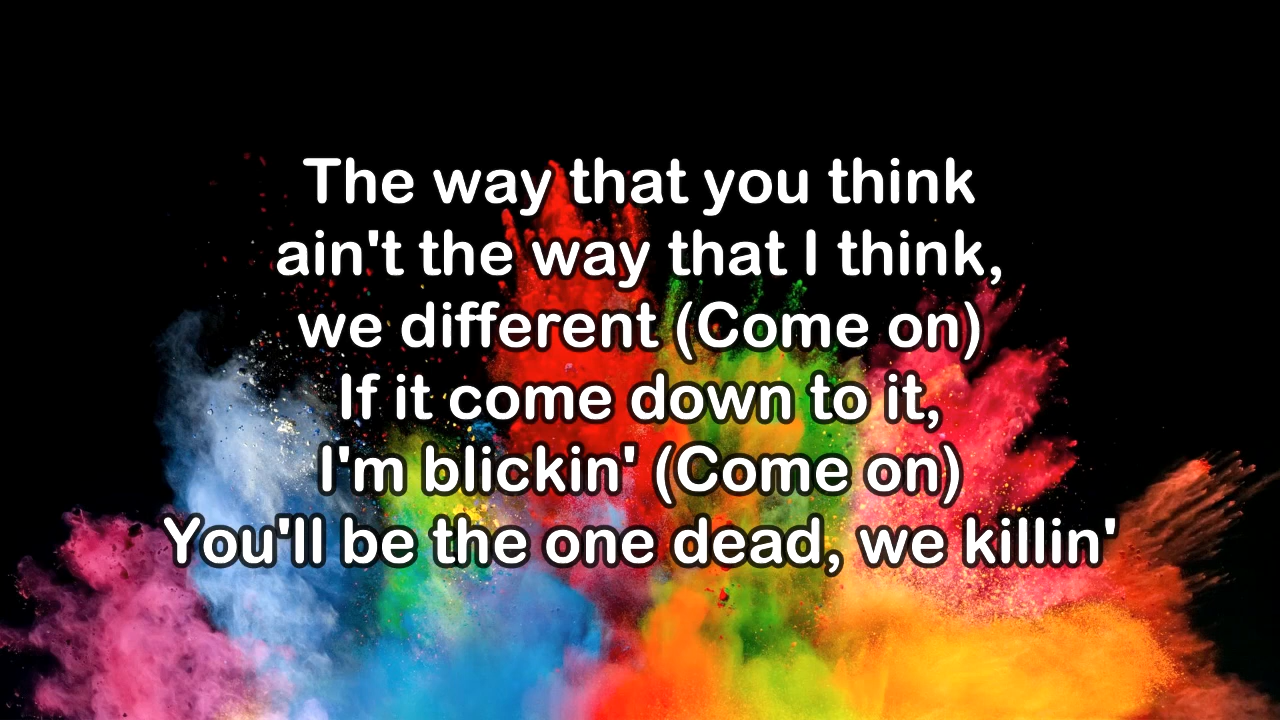 The way that you think
ain't the way that I think,
we different (Come on)
If it come down to it,
I'm blickin' (Come on)
You'll be the one dead, we killin'